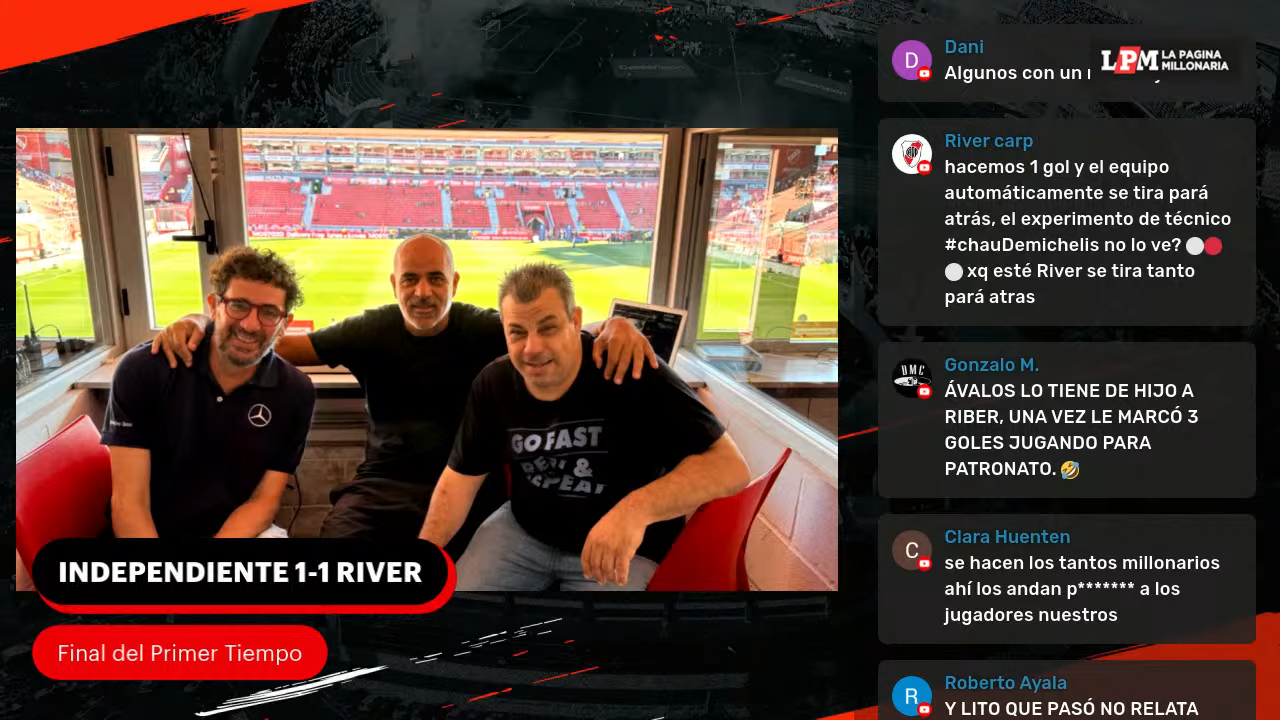 INDEPENDIENTE 1-1 RIVER
Final del Primer Tiempo
GO FAST
& 
REPEAT
LPM LA PAGINA
MILLONARIA
Dani
Algunos con un
River carp
hacemos 1 gol y el equipo
automáticamente se tira pará
atrás, el experimento de técnico
#chauDemichelis no lo ve? ⚪🔴
⚪ xq esté River se tira tanto
pará atras
Gonzalo M.
ÁVALOS LO TIENE DE HIJO A
RIBER, UNA VEZ LE MARCÓ 3
GOLES JUGANDO PARA
PATRONATO. 🤣
C
Clara Huenten
se hacen los tantos millonarios
ahí los andan p******* a los
jugadores nuestros
R
Roberto Ayala
Y LITO QUE PASÓ NO RELATA